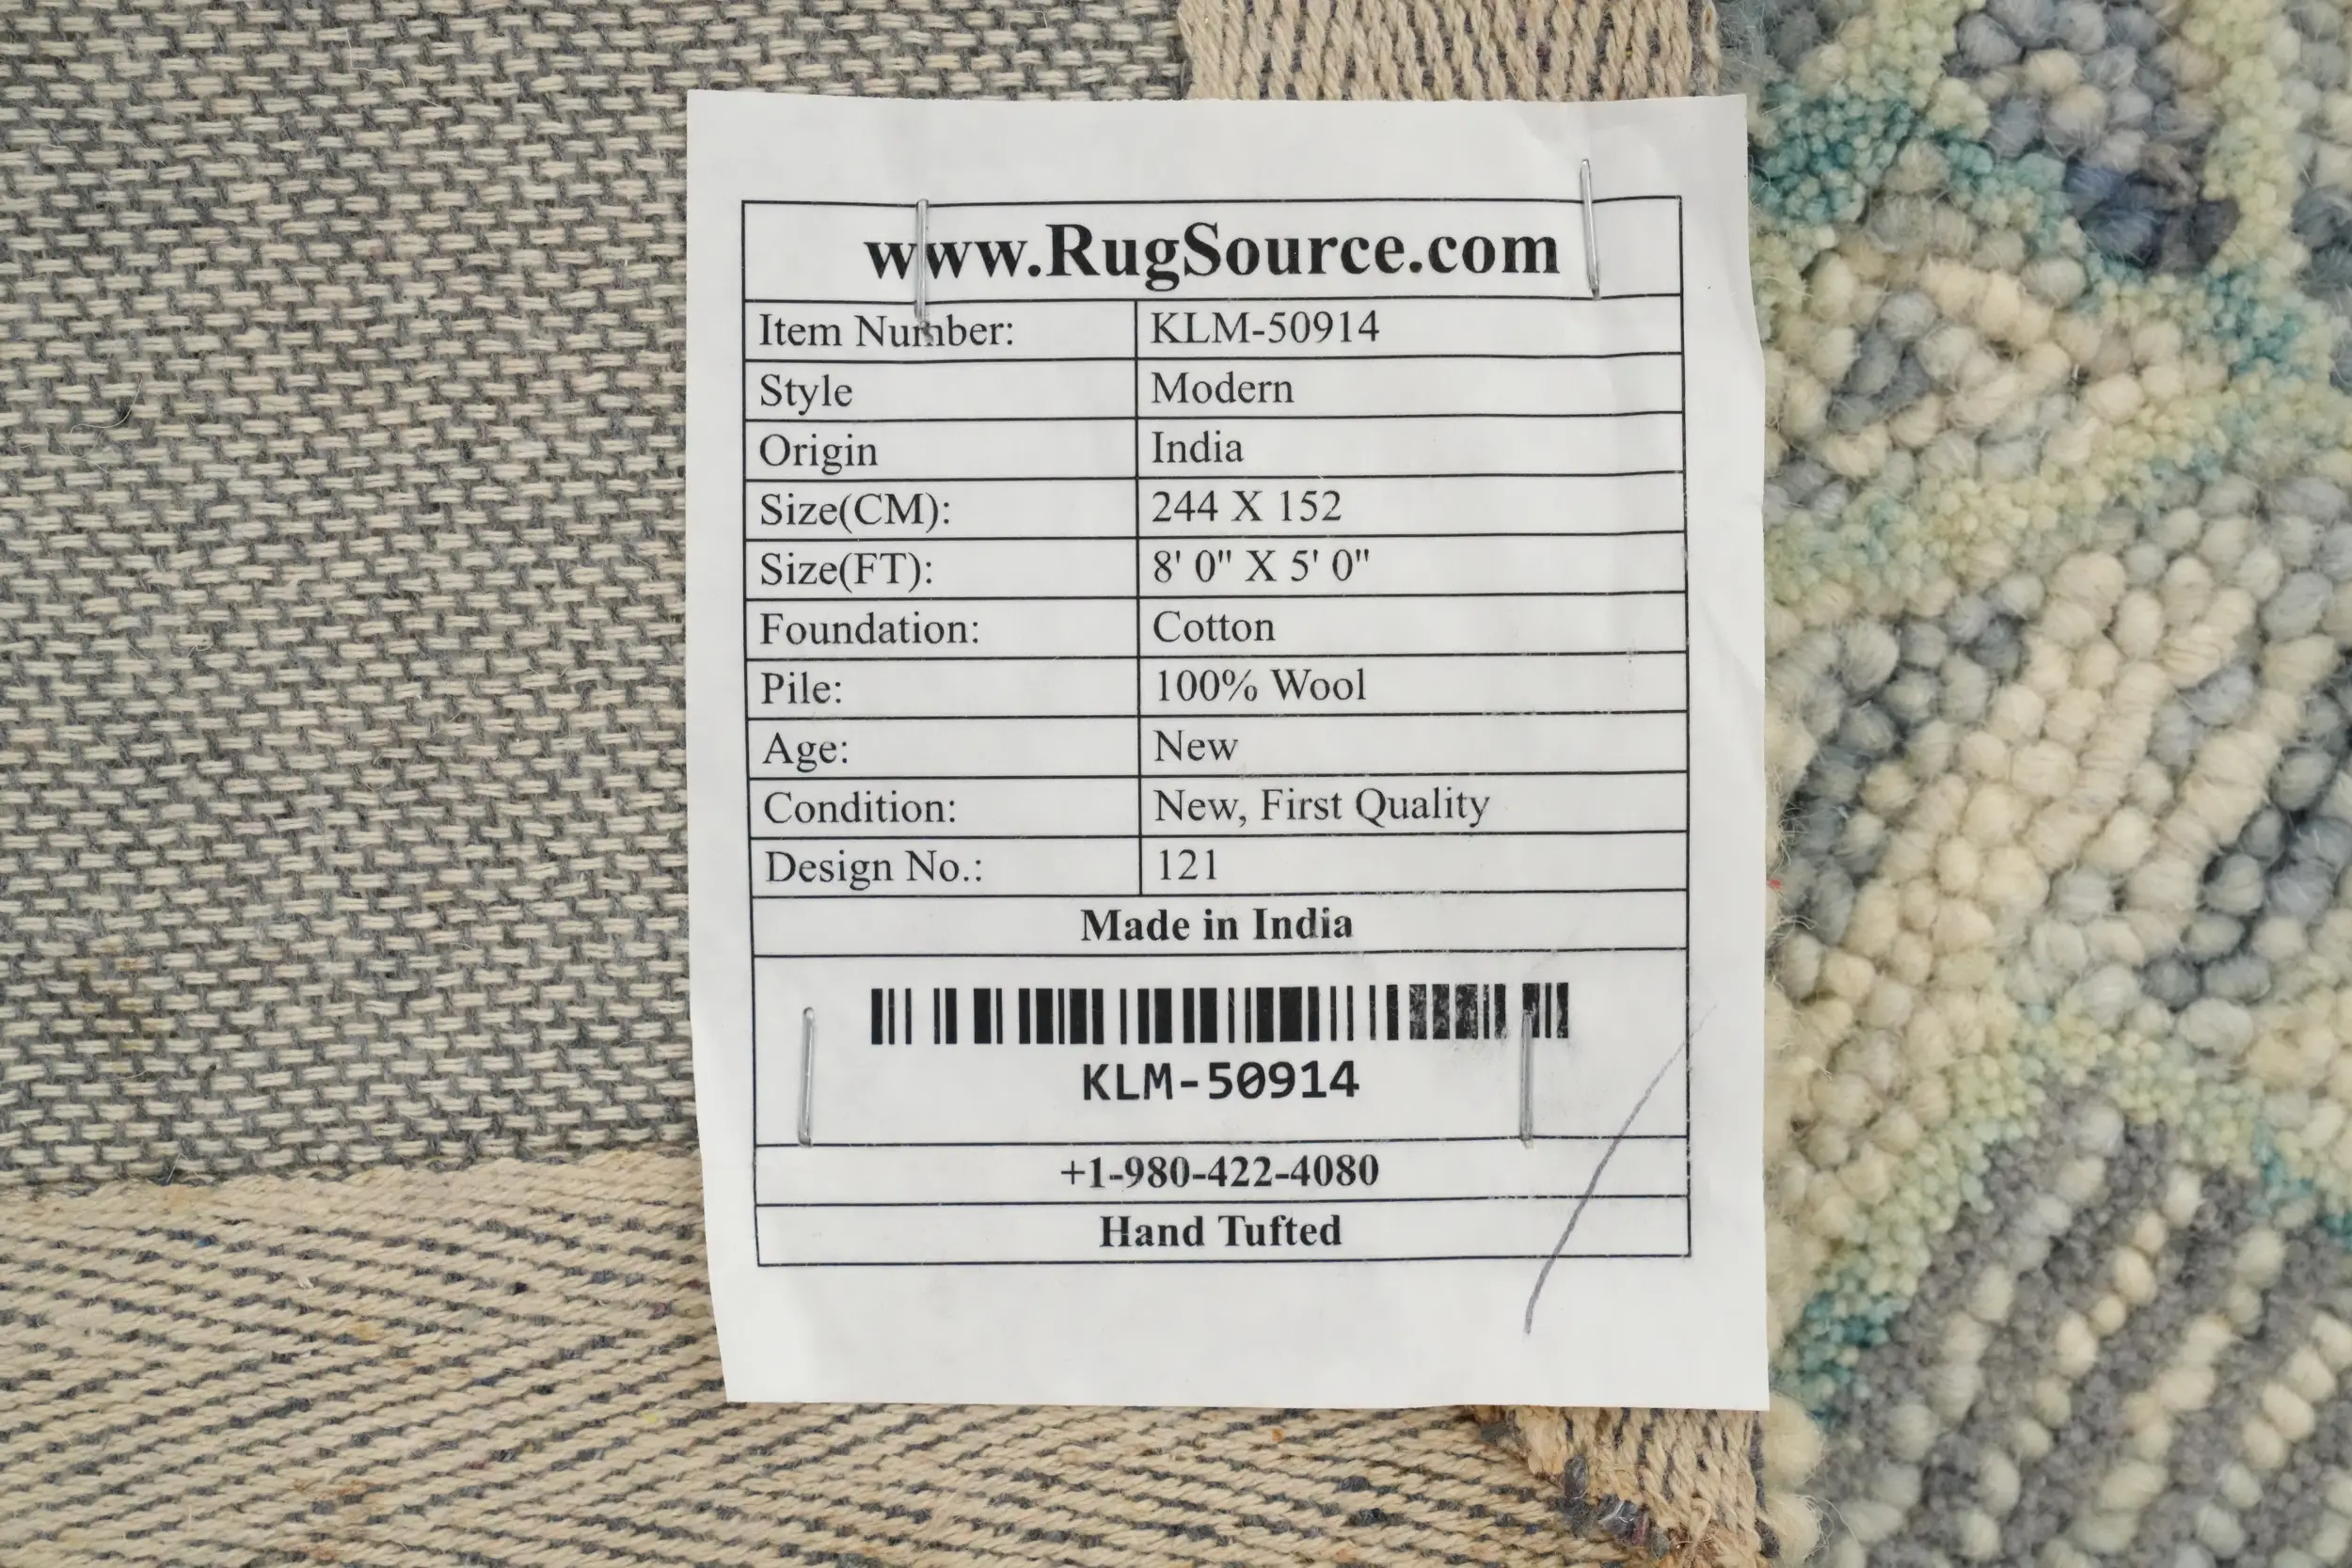 www.RugSource.com
Item Number: KLM-50914
Style Modern
Origin India
Size(CM): 244 X 152
Size(FT): 8' 0" X 5' 0"
Foundation: Cotton
Pile: 100% Wool
Age: New
Condition: New, First Quality
Design No.: 121
Made in India
KLM-50914
+1-980-422-4080
Hand Tufted